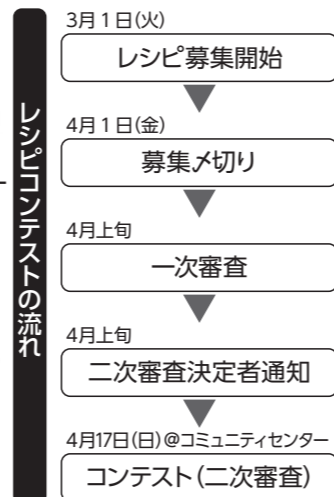 レシピコンテストの流れ
3月1日(火)
レシピ募集開始
4月1日(金)
募集〆切り
4月上旬
一次審査
4月上旬
二次審査決定者通知
4月17日(日)@コミュニティセンター
コンテスト(二次審査)